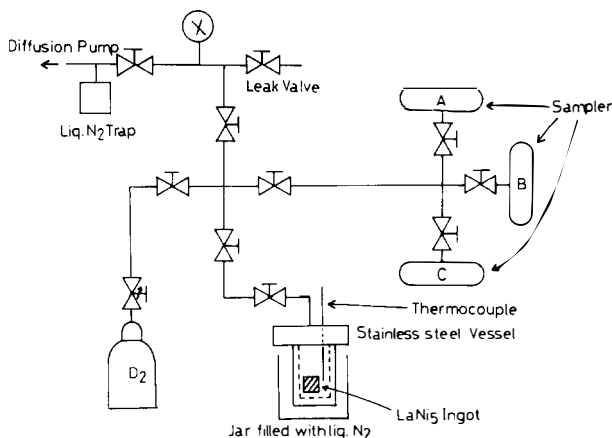 X
Diffusion Pump
Leak Valve
Liq. N2 Trap
A
Sampler
B
C
D2
Thermocouple
Stainless steel Vessel
LaNi5 Ingot
Jar filled with liq. N2